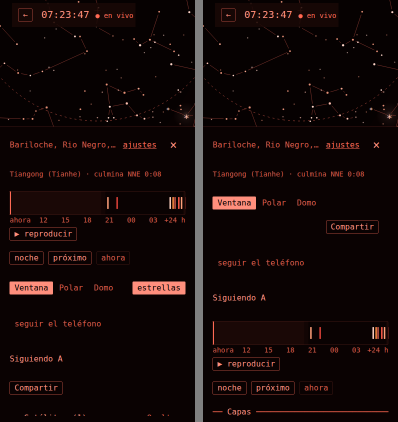 ← 07:23:47 ● en vivo
Bariloche, Río Negro,… ajustes ×
Tiangong (Tianhe) · culmina NNE 0:08
ahora 12 15 18 21 00 03 +24 h
▶ reproducir
noche próximo ahora
Ventana Polar Domo estrellas
seguir el teléfono
Siguiendo A
Compartir
← 07:23:47 ● en vivo
Bariloche, Río Negro,… ajustes ×
Tiangong (Tianhe) · culmina NNE 0:08
Ventana Polar Domo
Compartir
seguir el teléfono
Siguiendo A
ahora 12 15 18 21 00 03 +24 h
▶ reproducir
noche próximo ahora
Capas